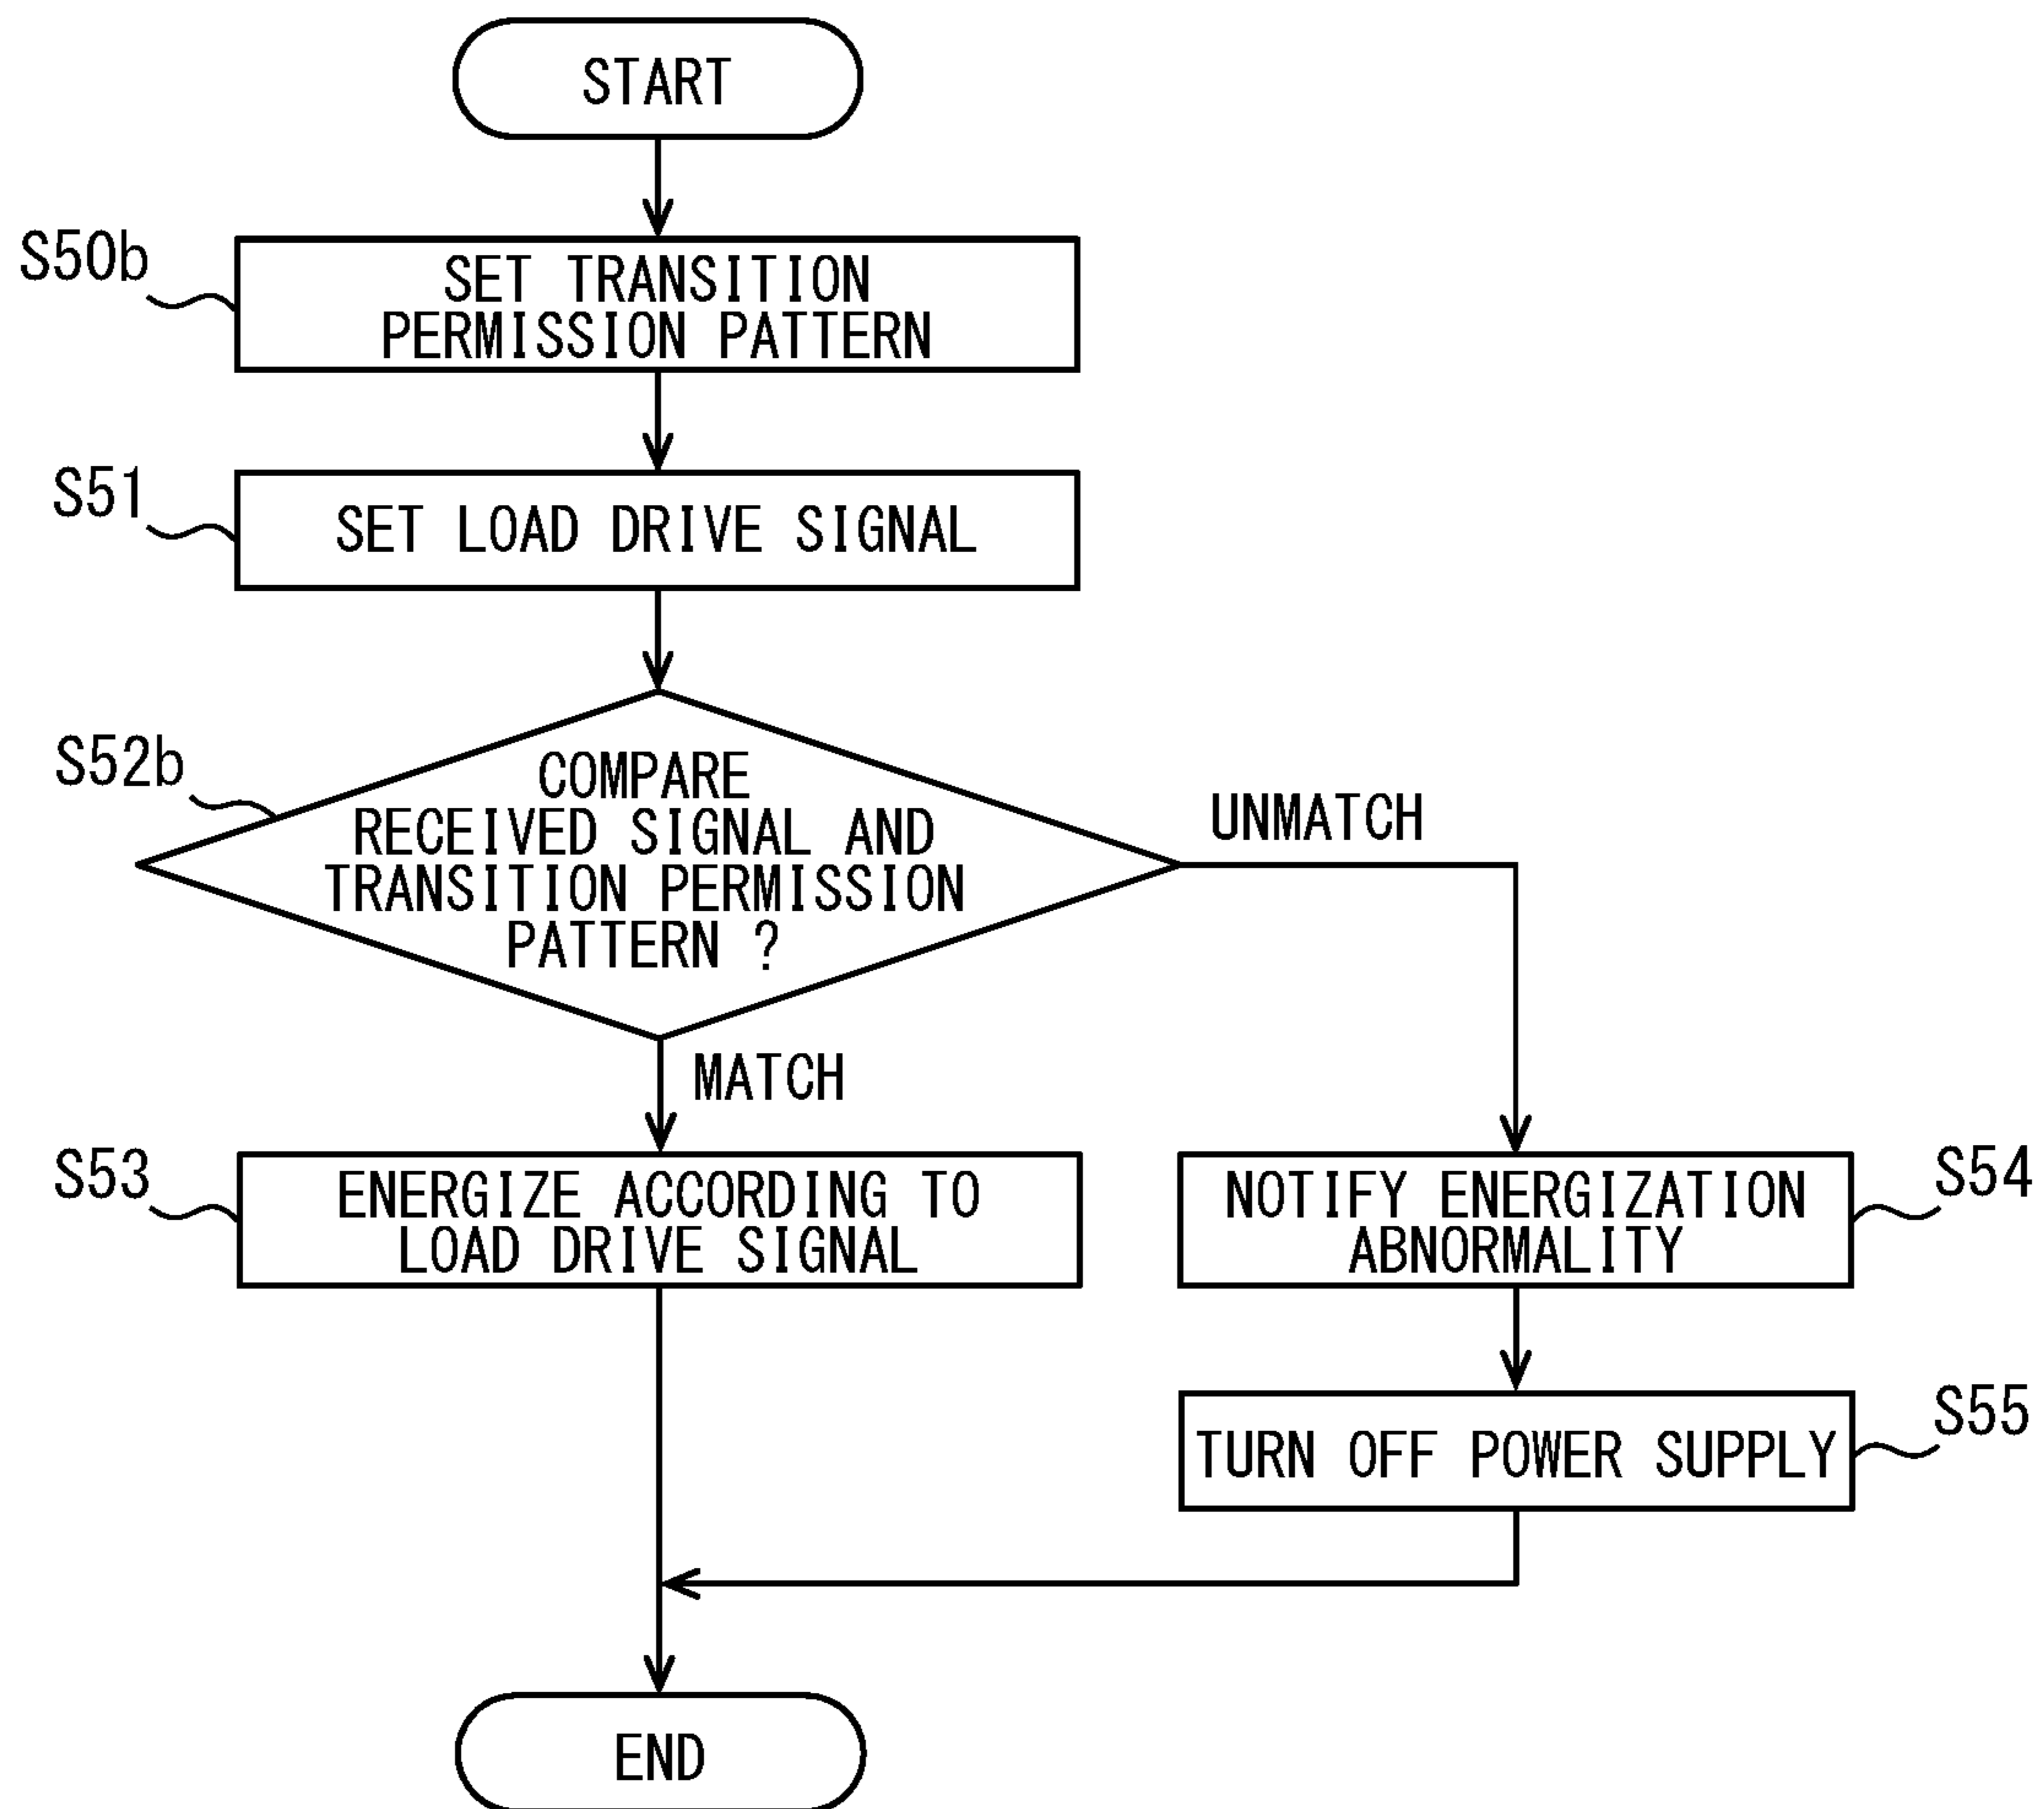 START
S50b
SET TRANSITION
PERMISSION PATTERN
S51
SET LOAD DRIVE SIGNAL
S52b
COMPARE
RECEIVED SIGNAL AND
TRANSITION PERMISSION
PATTERN ?
UNMATCH
MATCH
S53
ENERGIZE ACCORDING TO
LOAD DRIVE SIGNAL
NOTIFY ENERGIZATION
ABNORMALITY
S54
TURN OFF POWER SUPPLY
S55
END